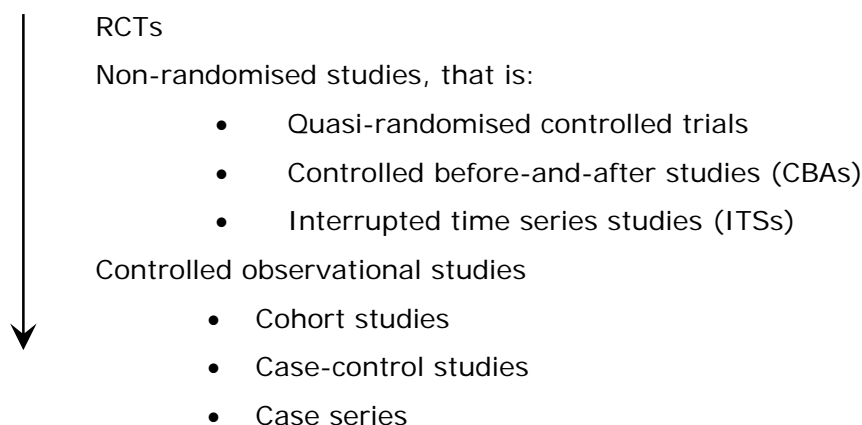 RCTs
Non-randomised studies, that is:
• Quasi-randomised controlled trials
• Controlled before-and-after studies (CBAs)
• Interrupted time series studies (ITSs)
Controlled observational studies
• Cohort studies
• Case-control studies
• Case series